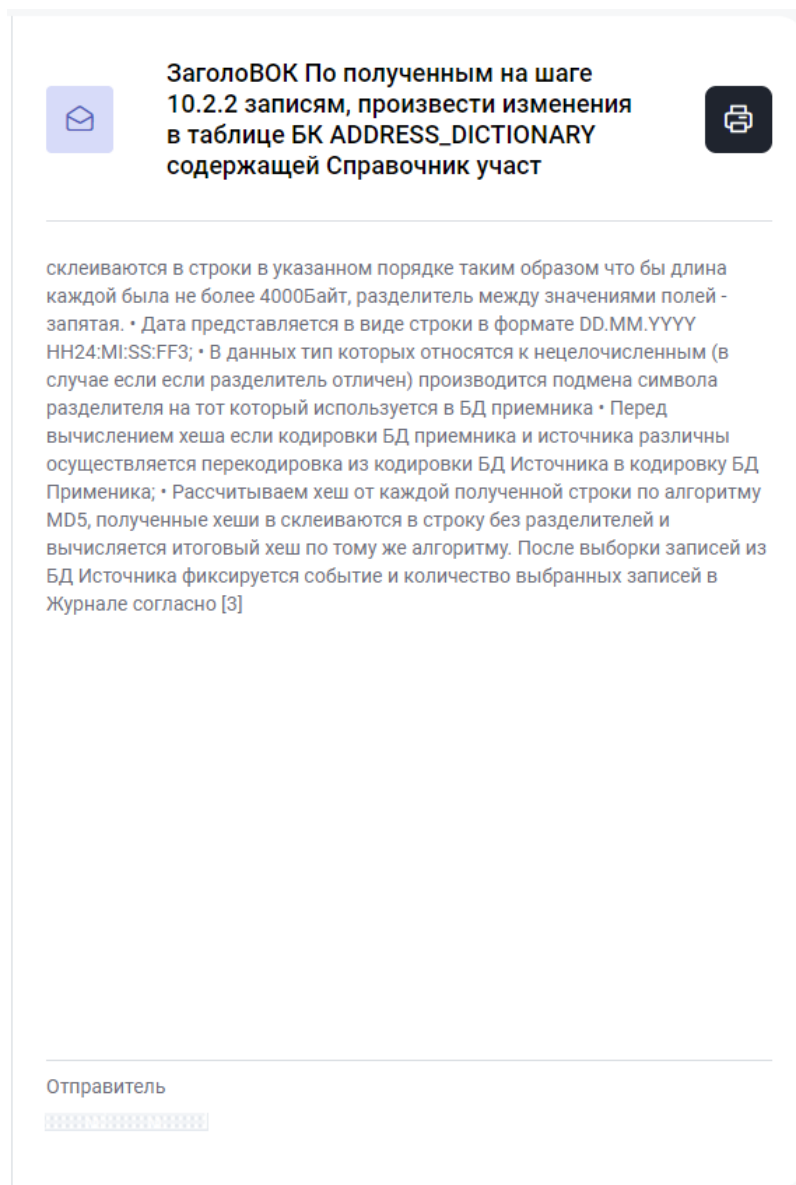 ЗаголоВОК По полученным на шаге
10.2.2 записям, произвести изменения
в таблице БК ADDRESS_DICTIONARY
содержащей Справочник участ
склеиваются в строки в указанном порядке таким образом что бы длина
каждой была не более 4000Байт, разделитель между значениями полей -
запятая. • Дата представляется в виде строки в формате DD.MM.YYYY
HH24:MI:SS:FF3; • В данных тип которых относятся к нецелочисленным (в
случае если если разделитель отличен) производится подмена символа
разделителя на тот который используется в БД приемника • Перед
вычислением хеша если кодировки БД приемника и источника различны
осуществляется перекодировка из кодировки БД Источника в кодировку БД
Применика; • Рассчитываем хеш от каждой полученной строки по алгоритму
MD5, полученные хеши в склеиваются в строку без разделителей и
вычисляется итоговый хеш по тому же алгоритму. После выборки записей из
БД Источника фиксируется событие и количество выбранных записей в
Журнале согласно [3]
Отправитель